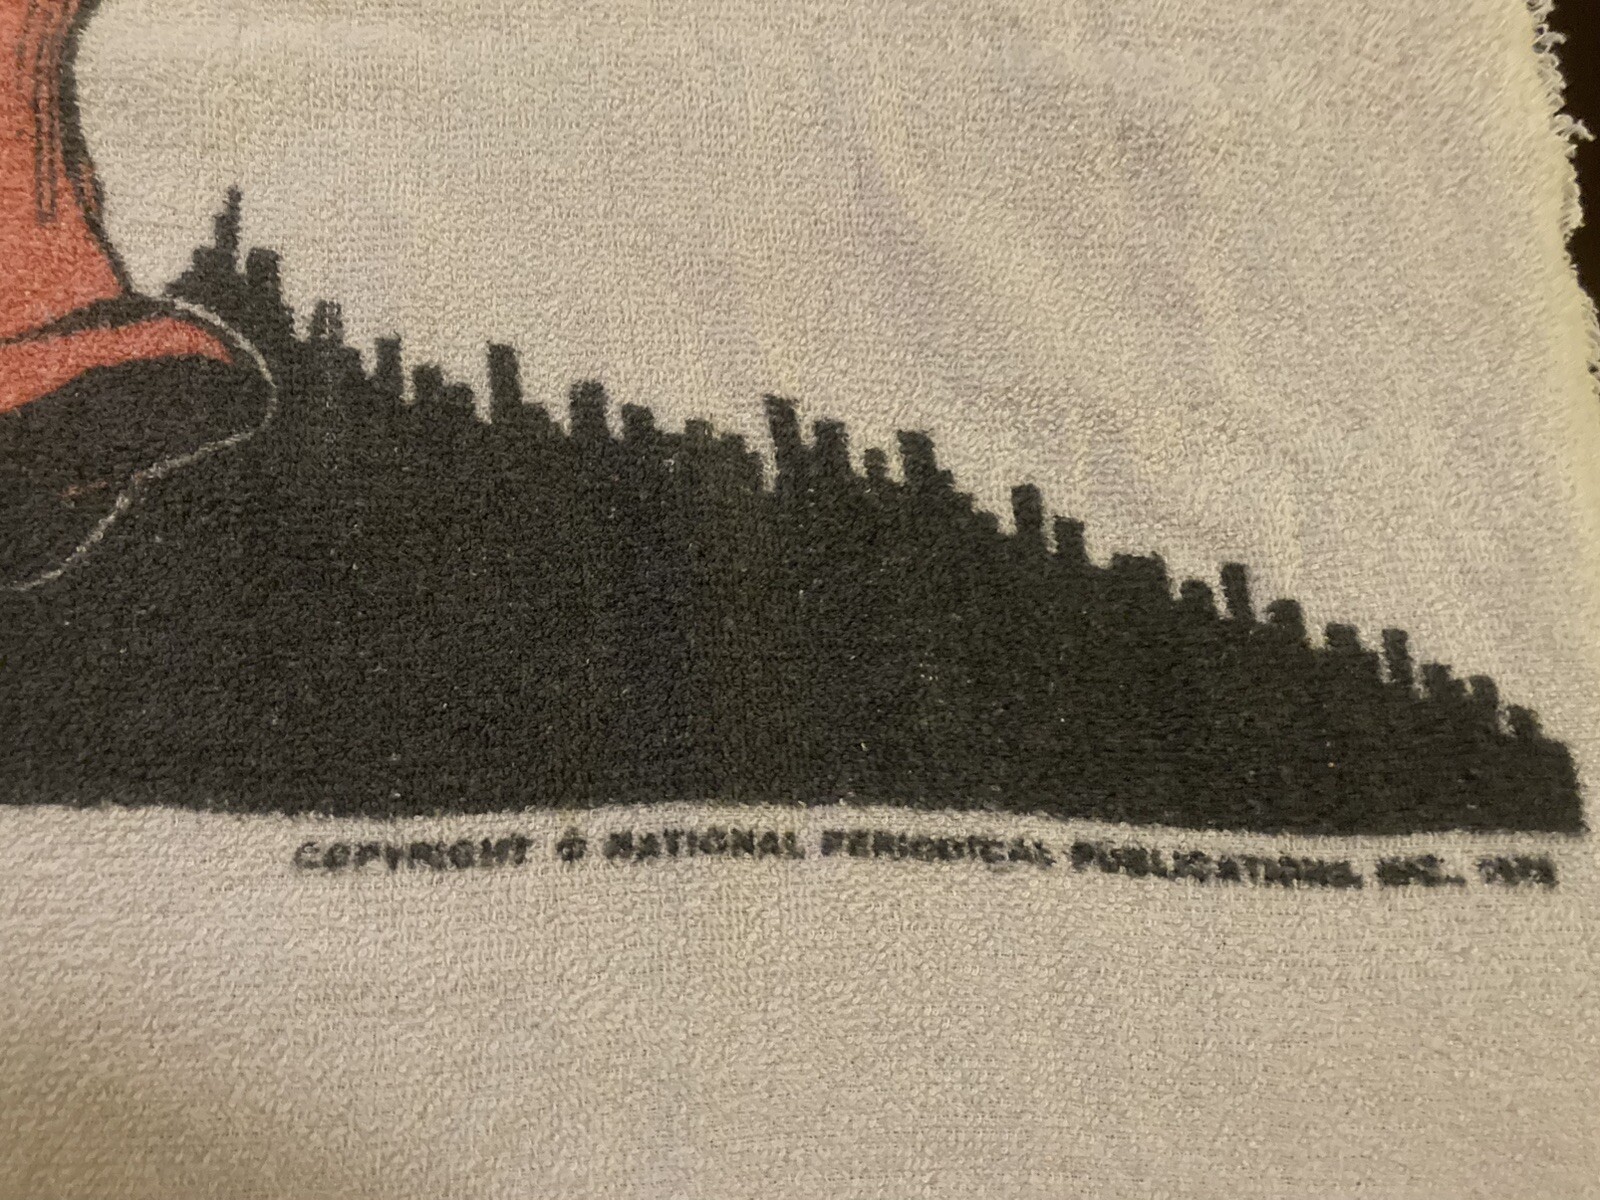 COPYRIGHT © NATIONAL PERIODICAL PUBLICATIONS, INC.,